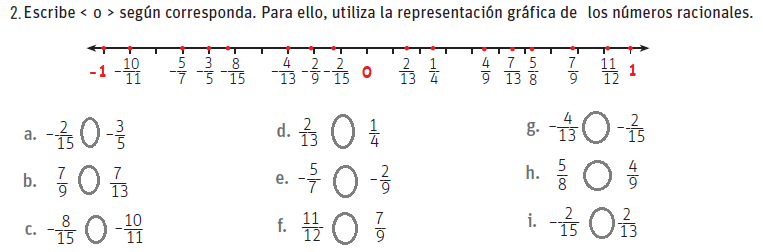 2. Escribe < o > según corresponda. Para ello, utiliza la representación gráfica de los números racionales.
-1 -10/11 -5/7 -3/5 -8/15 -4/13 -2/9 -2/15 0 2/13 1/4 4/9 7/13 5/8 7/9 11/12 1
a. -2/15 ◯ -3/5 d. 2/13 ◯ 1/4 g. -4/13 ◯ -2/15
b. 7/9 ◯ 7/13 e. -5/7 ◯ -2/9 h. 5/8 ◯ 4/9
c. -8/15 ◯ -10/11 f. 11/12 ◯ 7/9 i. -2/15 ◯ 2/13